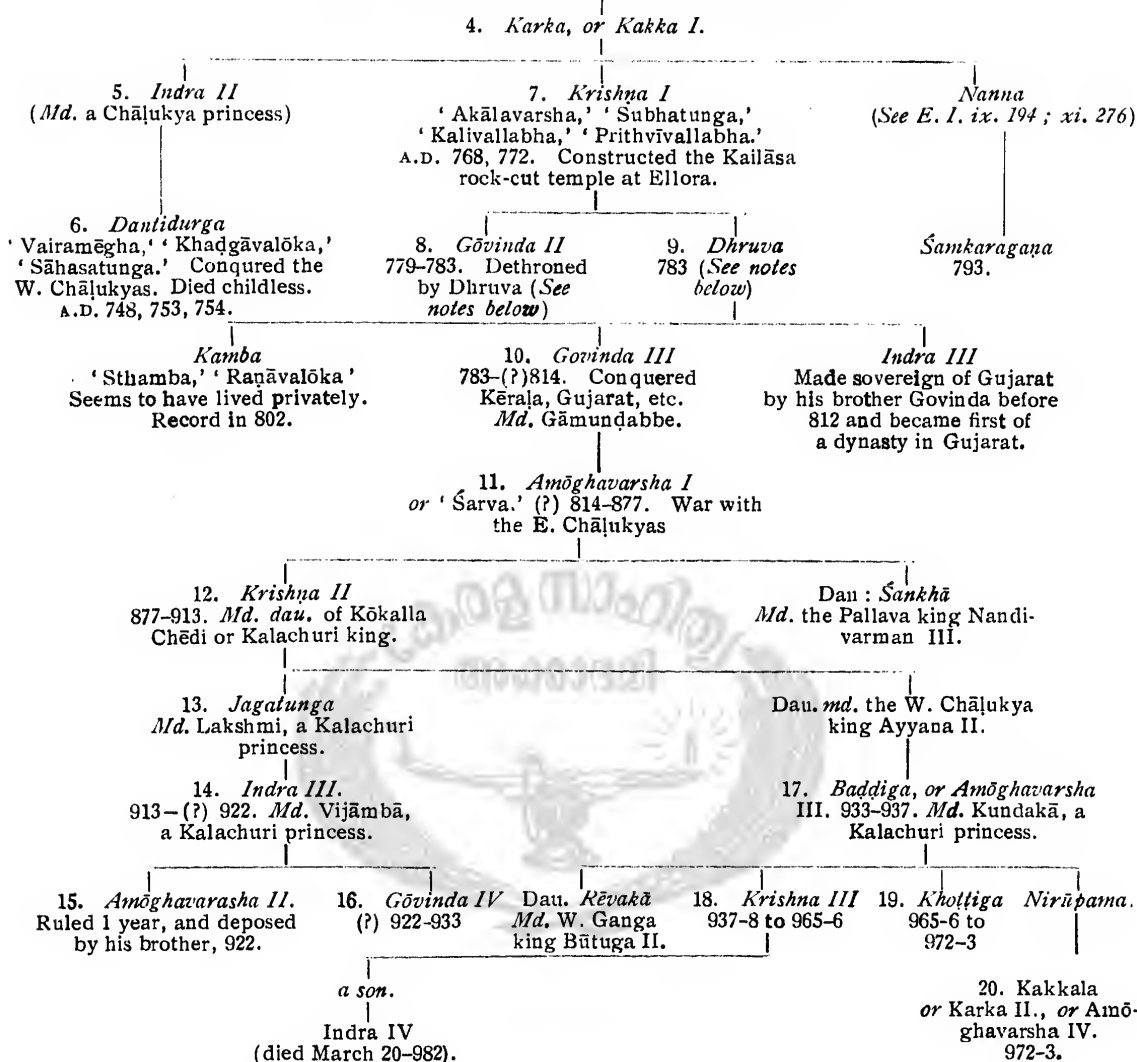 4. Karka, or Kakka I.
5. Indra II
(Md. a Chāḷukya princess)
7. Krishṇa I
' Akālavarsha,' ' Subhatunga,'
' Kalivallabha,' ' Prithvīvallabha.'
A.D. 768, 772. Constructed the Kailāsa
rock-cut temple at Ellora.
Nanna
(See E. I. ix. 194 ; xi. 276)
6. Dantidurga
' Vairamēgha,' ' Khaḍgāvalōka,'
' Sāhasatunga.' Conqured the
W. Chāḷukyas. Died childless.
A.D. 748, 753, 754.
8. Gōvinda II
779-783. Dethroned
by Dhruva (See
notes below)
9. Dhruva
783 (See notes
below)
Śamkaragaṇa
793.
Kamba
' Sthamba,' ' Raṇāvalōka '
Seems to have lived privately.
Record in 802.
10. Govinda III
783-(?)814. Conquered
Kēraḷa, Gujarat, etc.
Md. Gāmuṇḍabbe.
Indra III
Made sovereign of Gujarat
by his brother Govinda before
812 and became first of
a dynasty in Gujarat.
11. Amōghavarsha I
or ' Śarva.' (?) 814-877. War with
the E. Chāḷukyas
12. Krishṇa II
877-913. Md. dau. of Kōkalla
Chēdi or Kalachuri king.
Dau : Śankhā
Md. the Pallava king Nandi-
varman III.
13. Jagatunga
Md. Lakshmi, a Kalachuri
princess.
Dau. md. the W. Chāḷukya
king Ayyana II.
14. Indra III.
913-(?) 922. Md. Vijāmbā,
a Kalachuri princess.
17. Baḍḍiga, or Amōghavarsha
III. 933-937. Md. Kundakā, a
Kalachuri princess.
15. Amōghavarasha II.
Ruled 1 year, and deposed
by his brother, 922.
16. Gōvinda IV
(?) 922-933
Dau. Rēvakā
Md. W. Ganga
king Būtuga II.
18. Krishna III
937-8 to 965-6
19. Khoṭṭiga
965-6 to
972-3
Nirūpama.
a son.
Indra IV
(died March 20-982).
20. Kakkala
or Karka II., or Amō-
ghavarsha IV.
972-3.